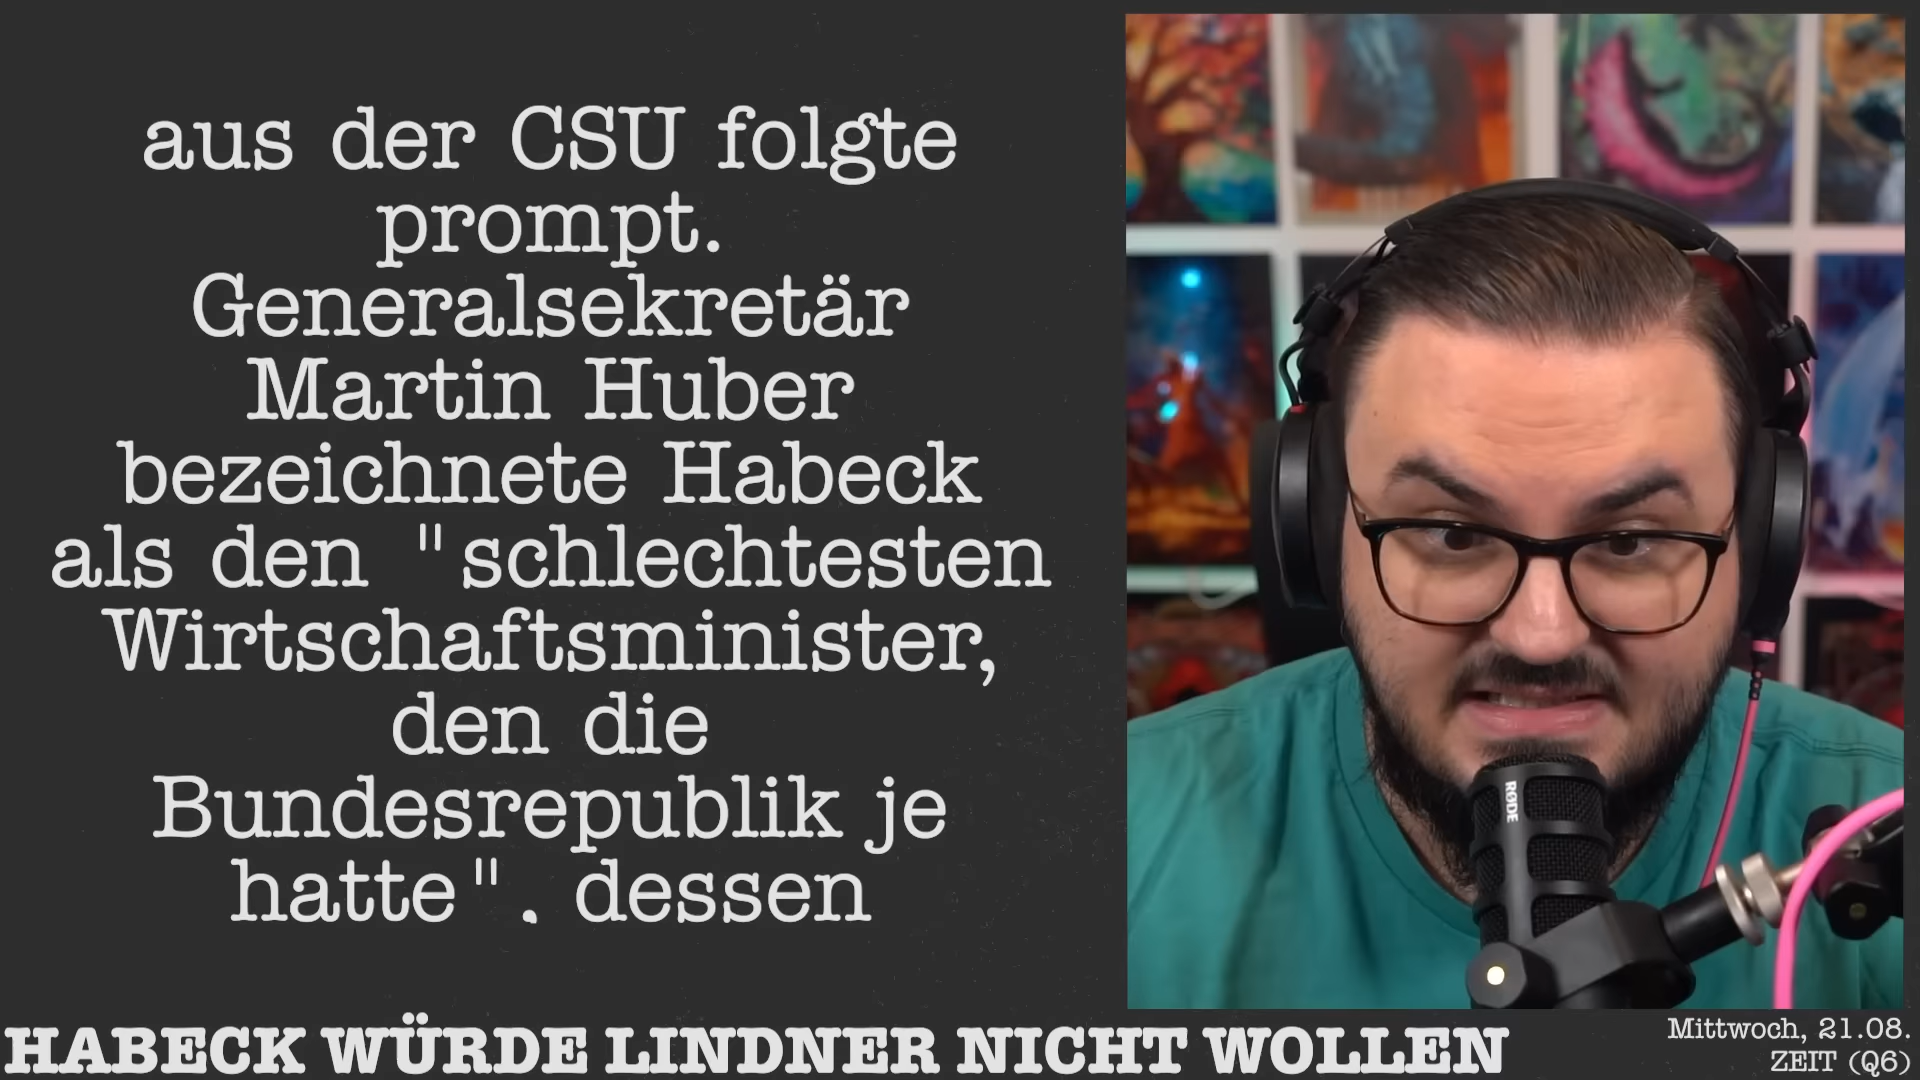 aus der CSU folgte
prompt.
Generalsekretär
Martin Huber
bezeichnete Habeck
als den "schlechtesten
Wirtschaftsminister,
den die
Bundesrepublik je
hatte", dessen
RØDE
HABECK WÜRDE LINDNER NICHT WOLLEN
Mittwoch, 21.08.
ZEIT (Q6)